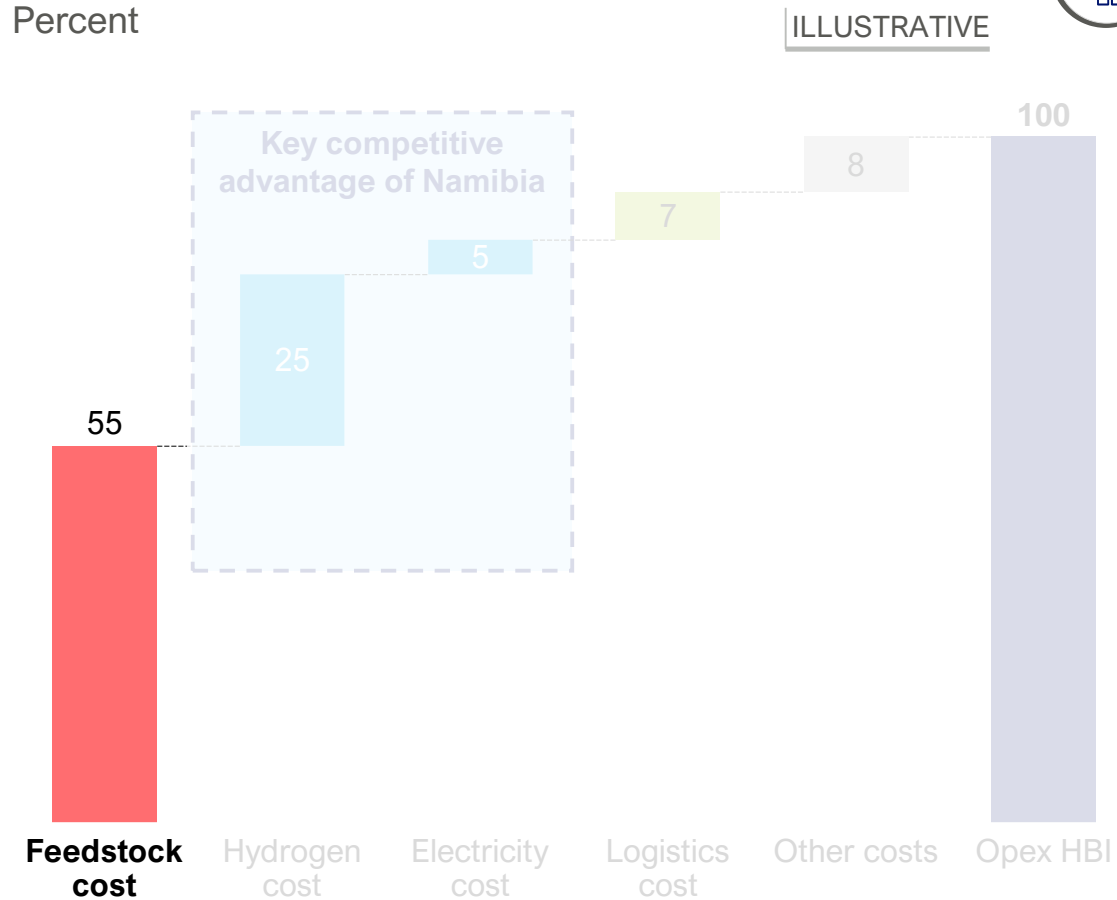 Percent
ILLUSTRATIVE
Key competitive
advantage of Namibia
100
8
7
5
25
55
Feedstock
cost
Hydrogen
cost
Electricity
cost
Logistics
cost
Other costs
Opex HBI